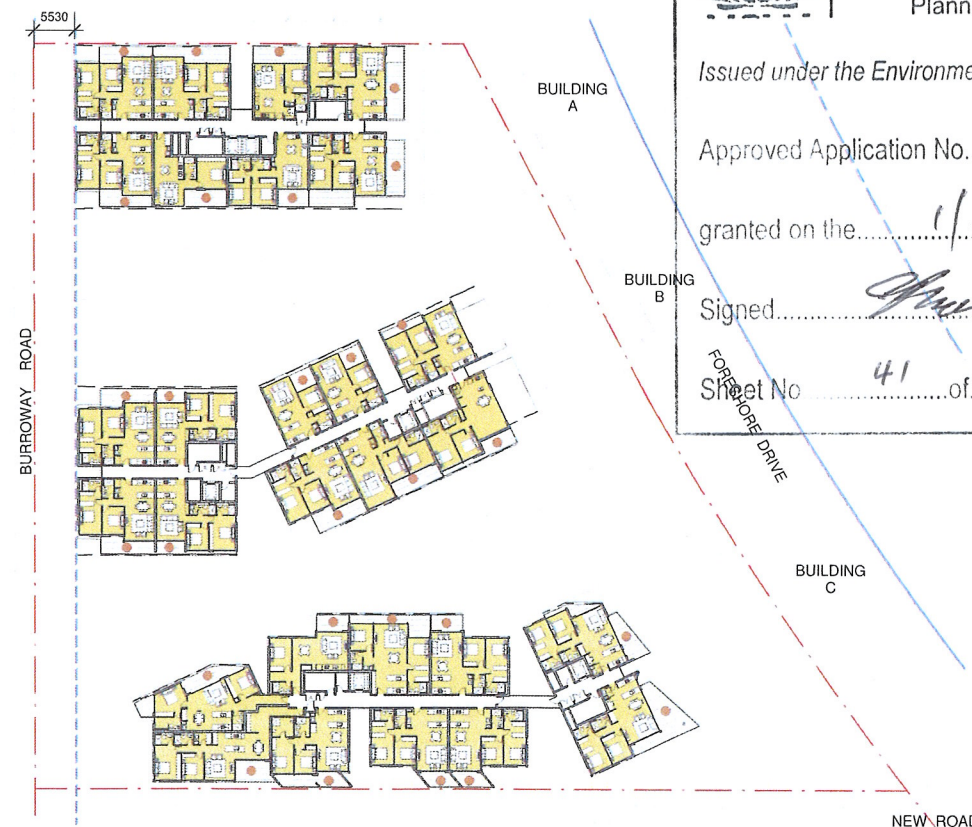 5530
Plann
Issued under the Environme
BUILDING
A
Approved Application No.
granted on the..............
BUILDING
B
Signed....................
Sheet No 41 of.
FORESHORE DRIVE
BURROWAY ROAD
BUILDING
C
NEW ROAD